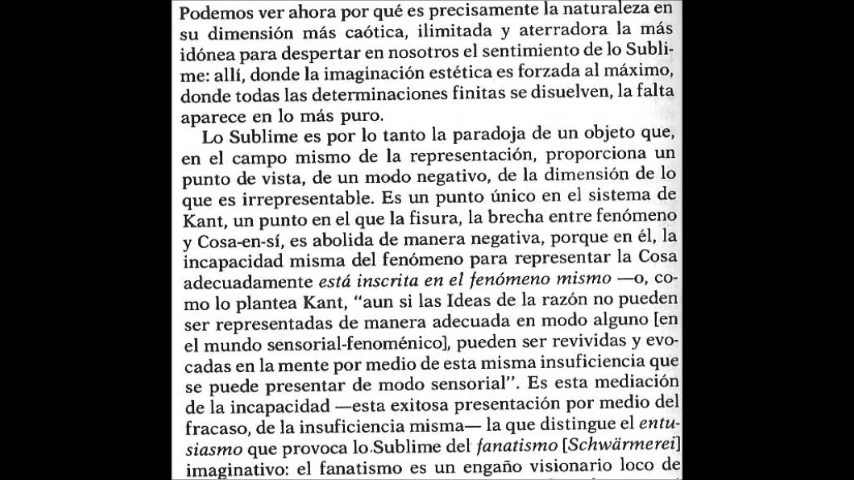 Podemos ver ahora por qué es precisamente la naturaleza en
su dimensión más caótica, ilimitada y aterradora la más
idónea para despertar en nosotros el sentimiento de lo Subli-
me: allí, donde la imaginación estética es forzada al máximo,
donde todas las determinaciones finitas se disuelven, la falta
aparece en lo más puro.
Lo Sublime es por lo tanto la paradoja de un objeto que,
en el campo mismo de la representación, proporciona un
punto de vista, de un modo negativo, de la dimensión de lo
que es irrepresentable. Es un punto único en el sistema de
Kant, un punto en el que la fisura, la brecha entre fenómeno
y Cosa-en-sí, es abolida de manera negativa, porque en él, la
incapacidad misma del fenómeno para representar la Cosa
adecuadamente está inscrita en el fenómeno mismo —o, co-
mo lo plantea Kant, "aun si las Ideas de la razón no pueden
ser representadas de manera adecuada en modo alguno [en
el mundo sensorial-fenoménico], pueden ser revividas y evo-
cadas en la mente por medio de esta misma insuficiencia que
se puede presentar de modo sensorial". Es esta mediación
de la incapacidad —esta exitosa presentación por medio del
fracaso, de la insuficiencia misma— la que distingue el entu-
siasmo que provoca lo Sublime del fanatismo [Schwärmerei]
imaginativo: el fanatismo es un engaño visionario loco de